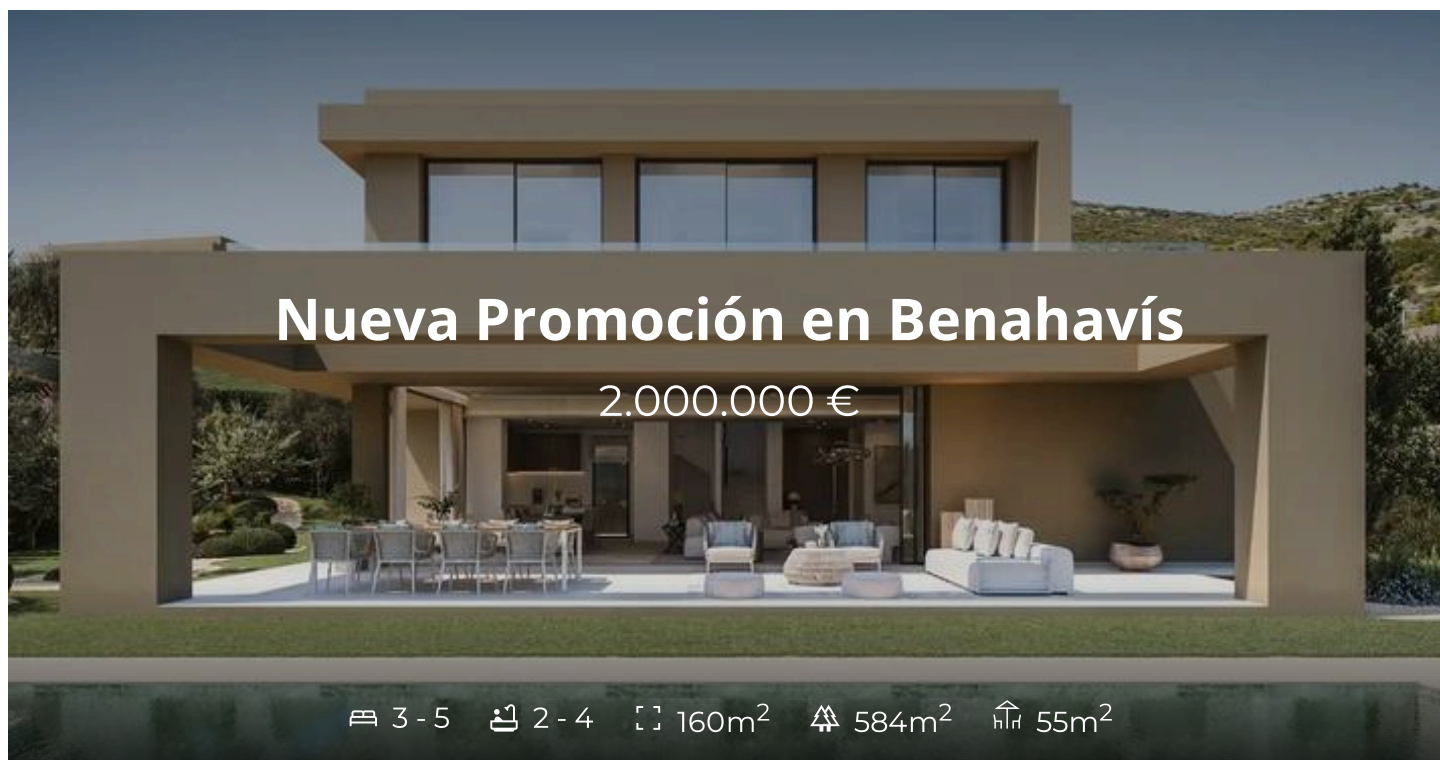 Nueva Promoción en Benahavís
2.000.000 €
3 - 5 2 - 4 160m² 584m² 55m²